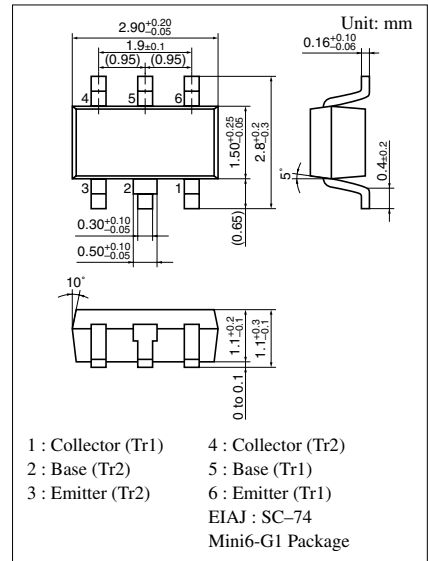 Unit: mm
2.90+0.20 −0.05
1.9±0.1
(0.95) (0.95)
0.16+0.10 −0.06
4 5 6
1.50+0.25 −0.05
2.8+0.2 −0.3
5˚
0.4±0.2
3 2 1
(0.65)
0.30+0.10 −0.05
0.50+0.10 −0.05
10˚
1.1+0.2 −0.1
1.1+0.3 −0.1
0 to 0.1
1 : Collector (Tr1) 4 : Collector (Tr2)
2 : Base (Tr2) 5 : Base (Tr1)
3 : Emitter (Tr2) 6 : Emitter (Tr1)
EIAJ : SC–74
Mini6-G1 Package